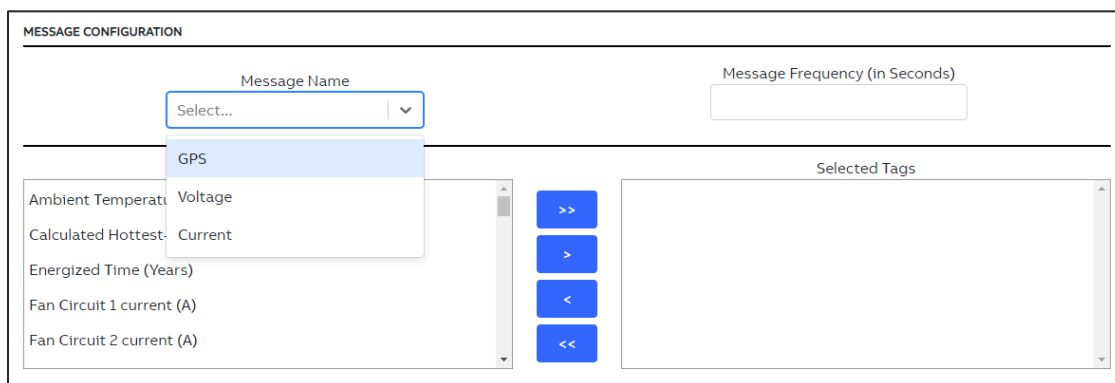 MESSAGE CONFIGURATION
Message Name
Message Frequency (in Seconds)
Select...
GPS
Voltage
Current
Selected Tags
Ambient
Calculated Hottest-
Energized Time (Years)
Fan Circuit 1 current (A)
Fan Circuit 2 current (A)
>>
>
<
<<